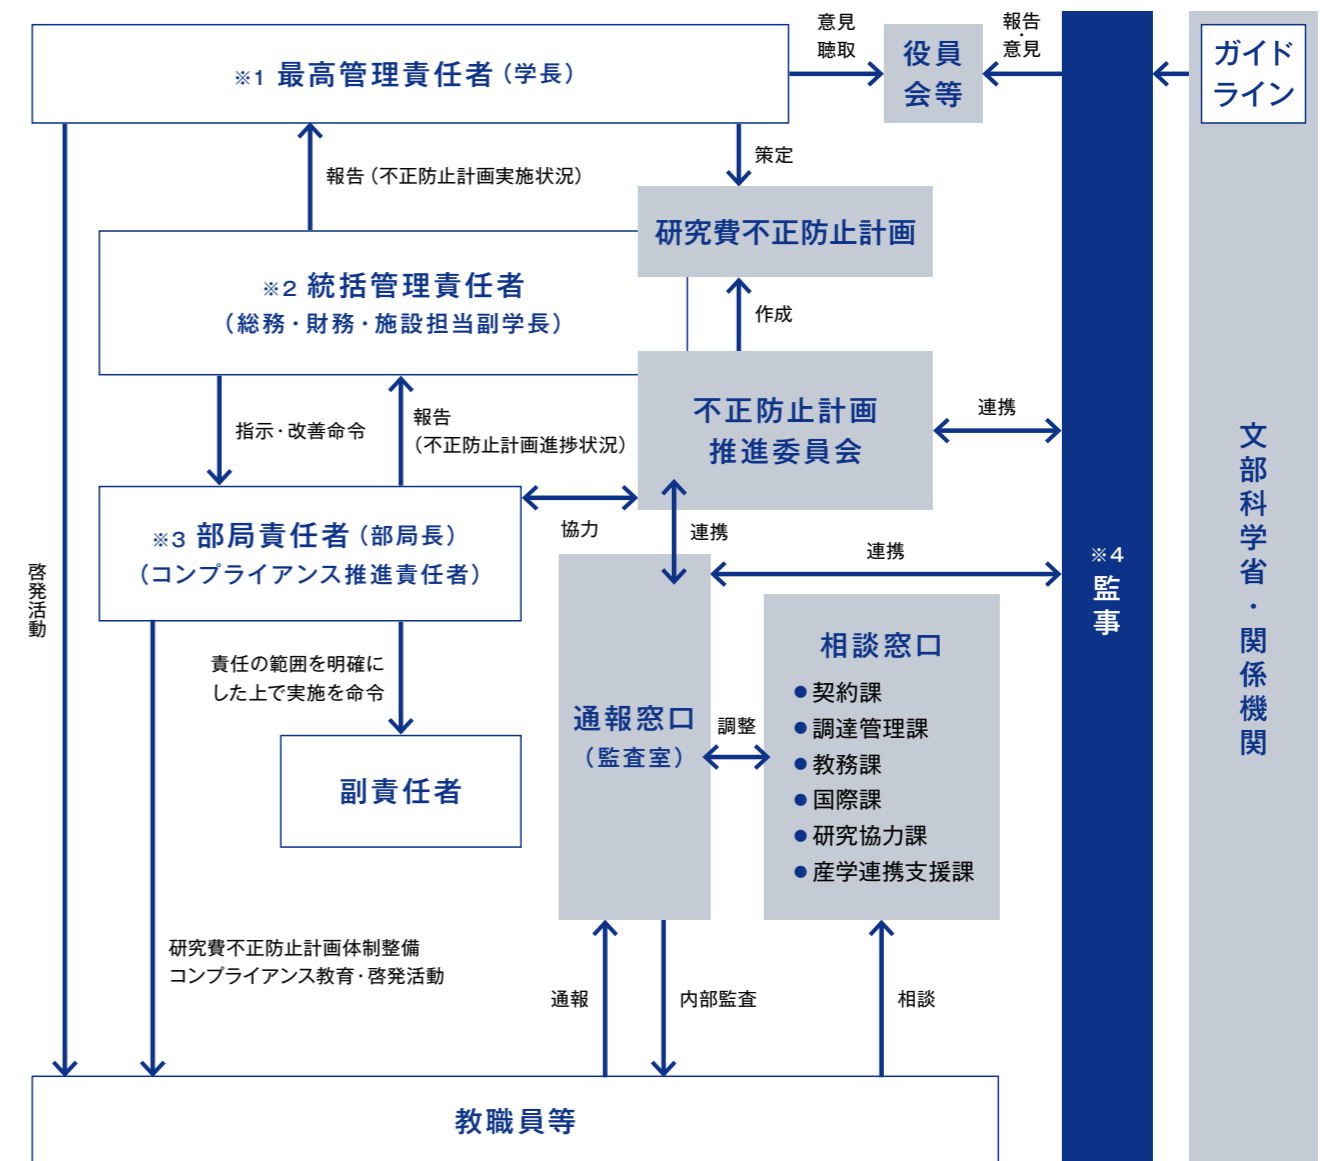 ※1 最高管理責任者（学長）
意見
聴取
役員
会等
報告
・
意見
ガイド
ライン
策定
報告（不正防止計画実施状況）
研究費不正防止計画
※2 統括管理責任者
（総務・財務・施設担当副学長）
作成
不正防止計画
推進委員会
連携
指示・改善命令
報告
（不正防止計画進捗状況）
※3 部局責任者（部局長）
（コンプライアンス推進責任者）
協力
連携
連携
※4
監事
文部科学省・関係機関
啓発活動
責任の範囲を明確に
した上で実施を命令
副責任者
通報窓口
（監査室）
調整
相談窓口
●契約課
●調達管理課
●教務課
●国際課
●研究協力課
●産学連携支援課
研究費不正防止計画体制整備
コンプライアンス教育・啓発活動
通報
内部監査
相談
教職員等